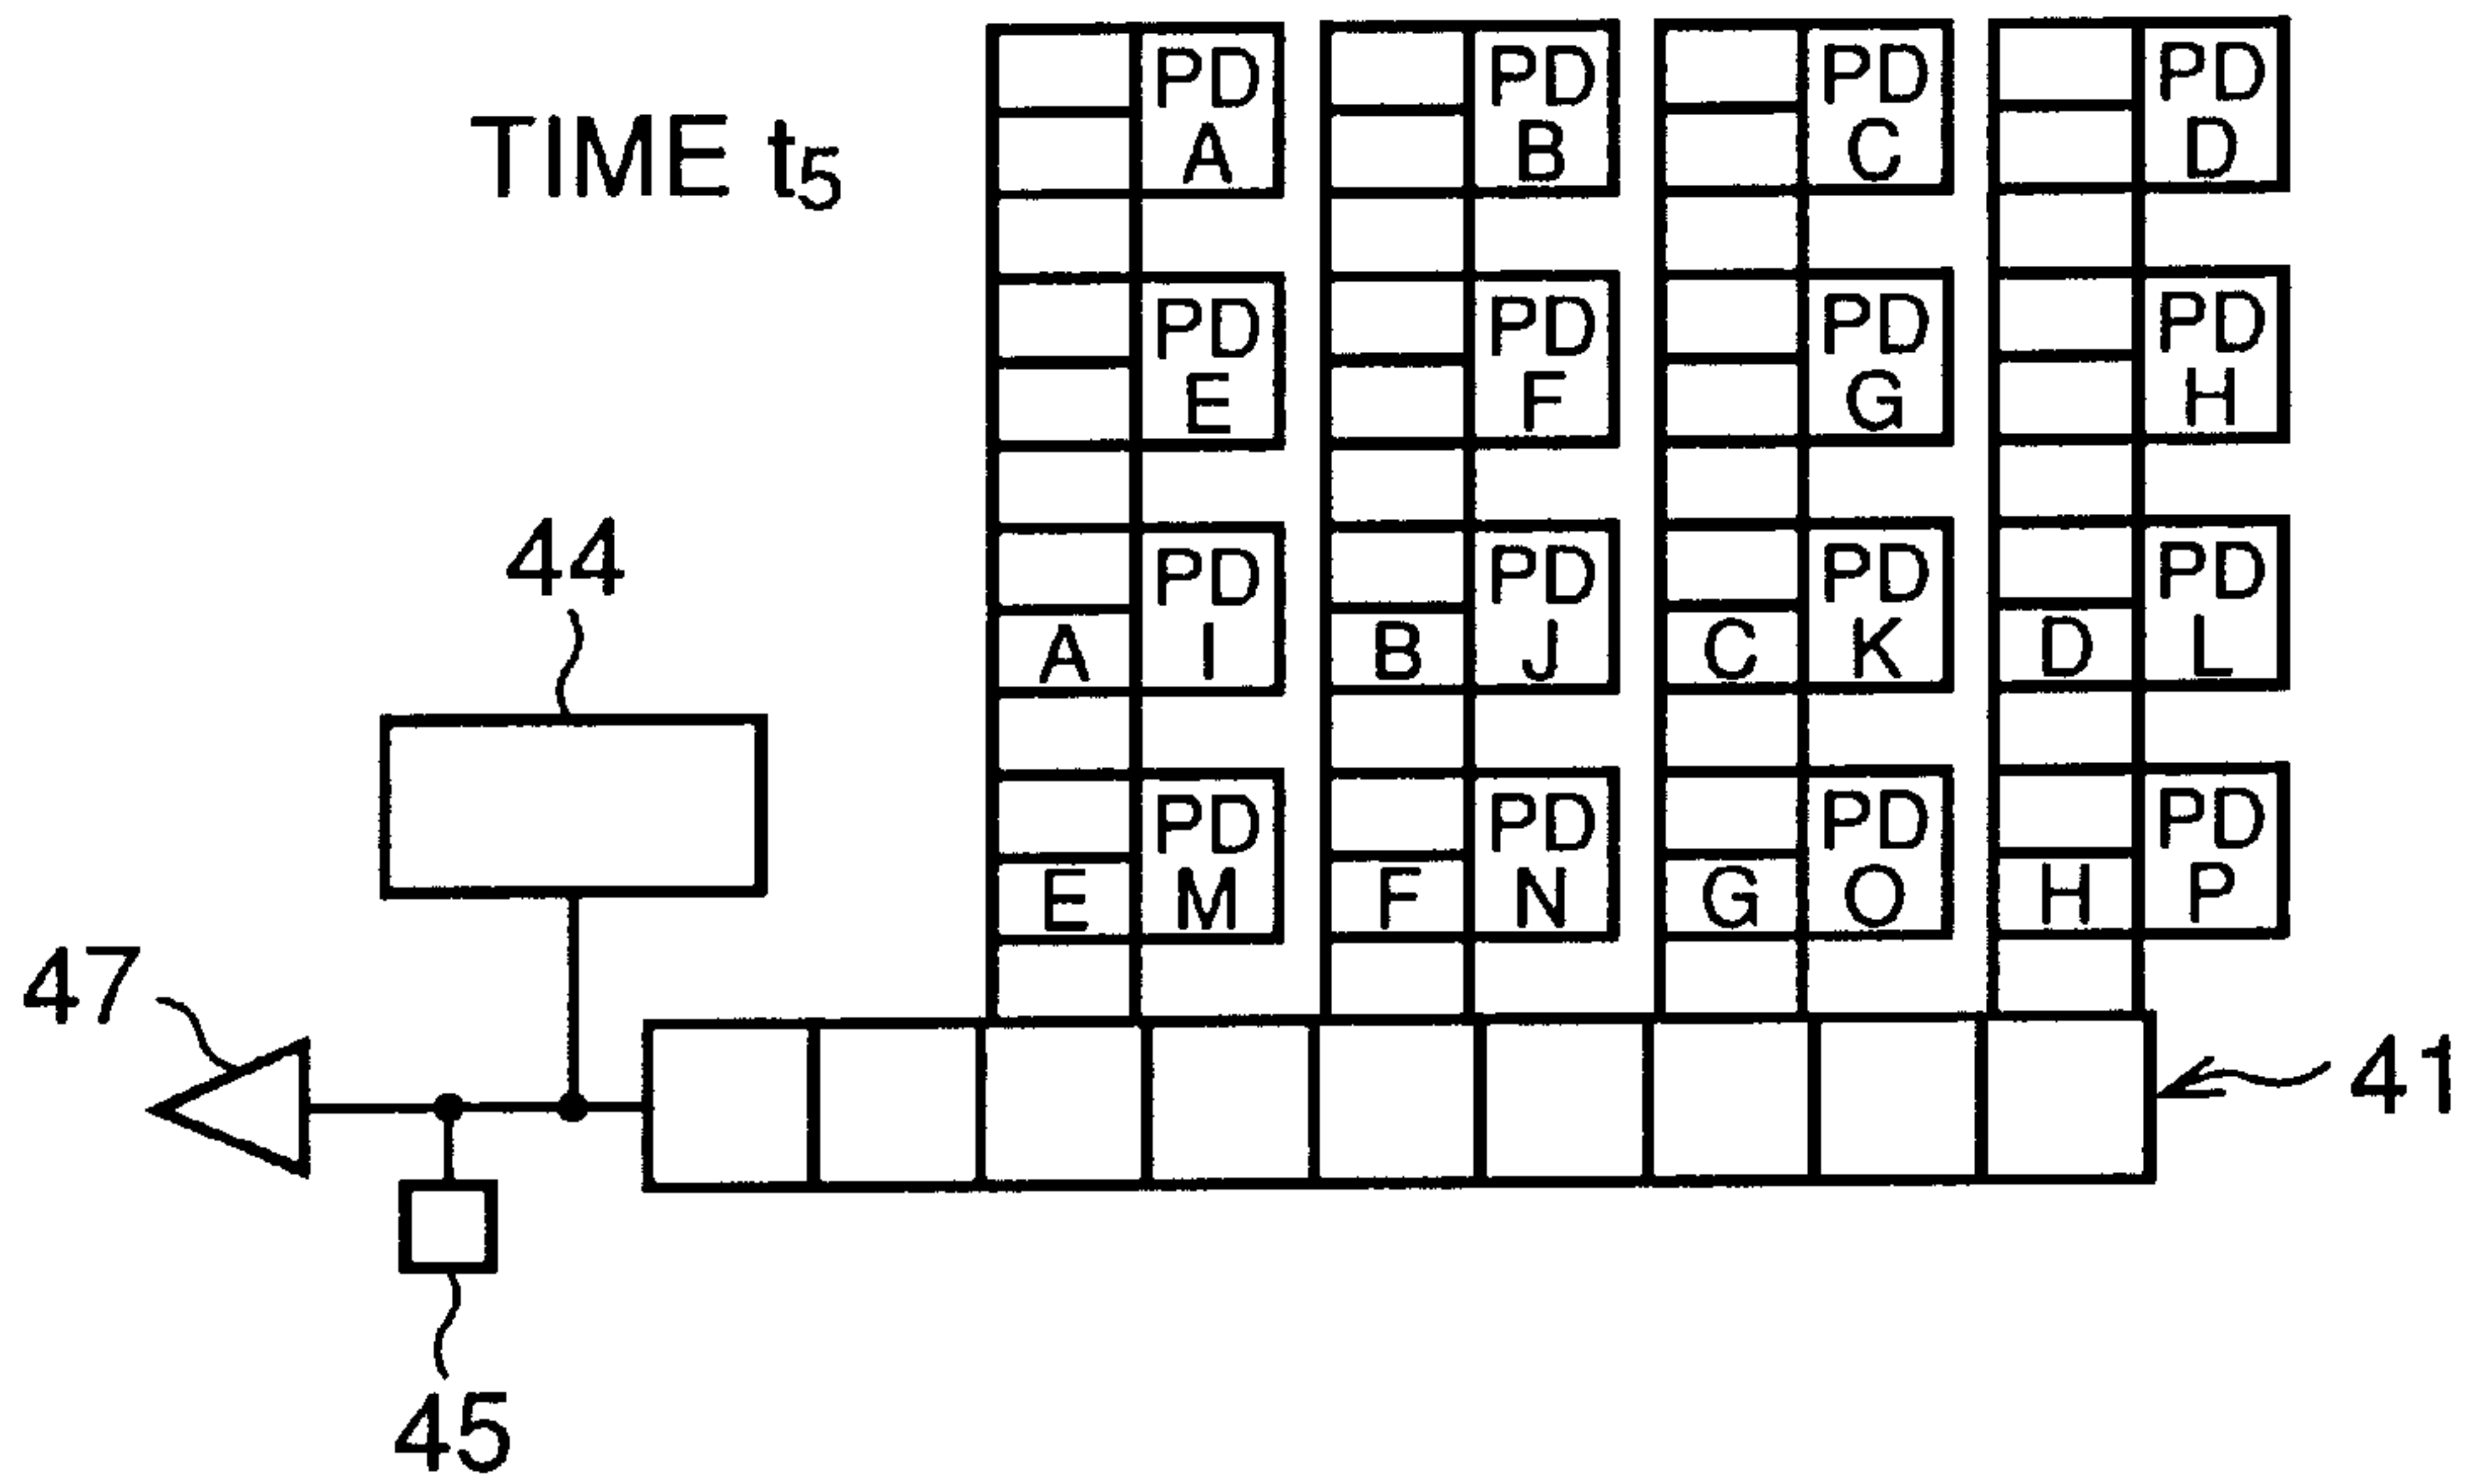 TIME t5
PD PD PD PD
A B C D
PD PD PD PD
E F G H
44
PD PD PD PD
A I B J C K D L
PD PD PD PD
E M F N G O H P
47
41
45